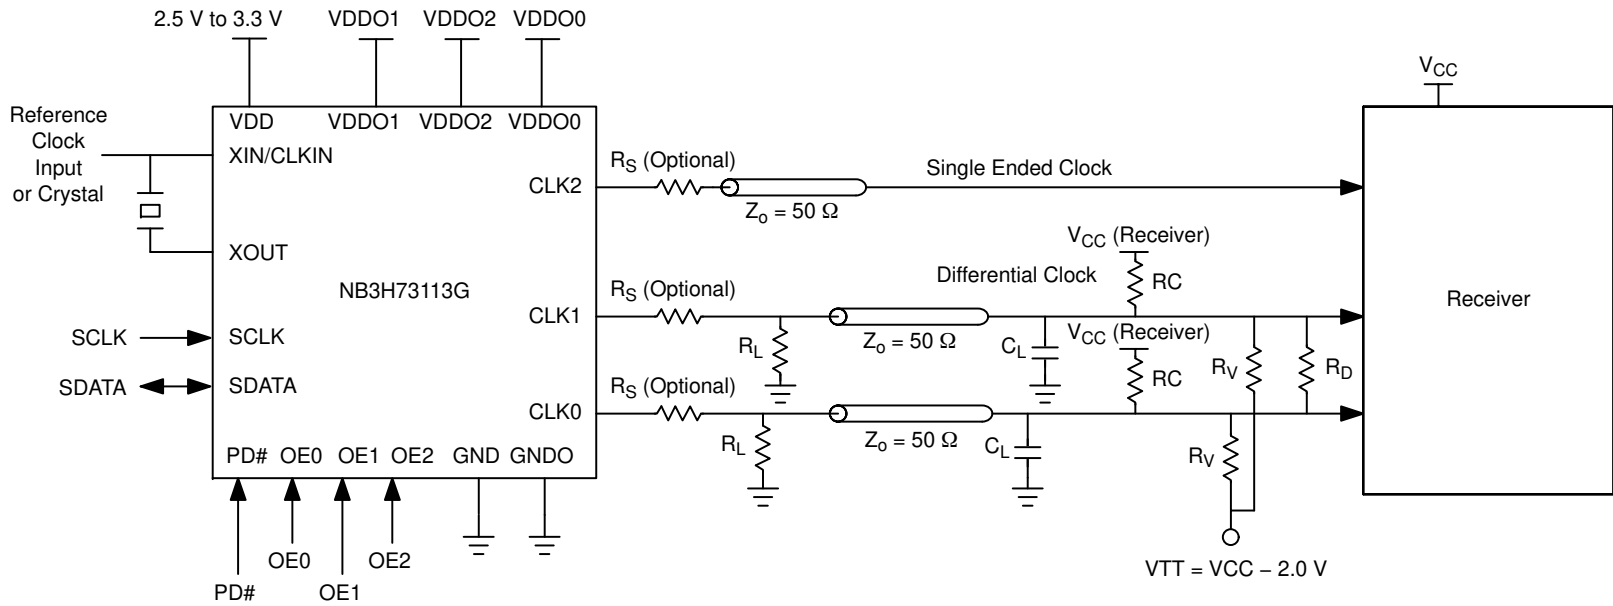 2.5 V to 3.3 V
VDDO1
VDDO2
VDDO0
VCC
Reference
Clock
Input
or Crystal
VDD
VDDO1
VDDO2
VDDO0
XIN/CLKIN
XOUT
NB3H73113G
SCLK
SCLK
SDATA
SDATA
CLK2
CLK1
CLK0
PD#
OE0
OE1
OE2
GND
GNDO
PD#
OE0
OE1
OE2
RS (Optional)
Zo = 50 Ω
Single Ended Clock
VCC (Receiver)
RC
Differential Clock
RS (Optional)
RL
Zo = 50 Ω
CL
VCC (Receiver)
RC
RV
RD
RS (Optional)
RL
Zo = 50 Ω
CL
RV
VTT = VCC − 2.0 V
Receiver